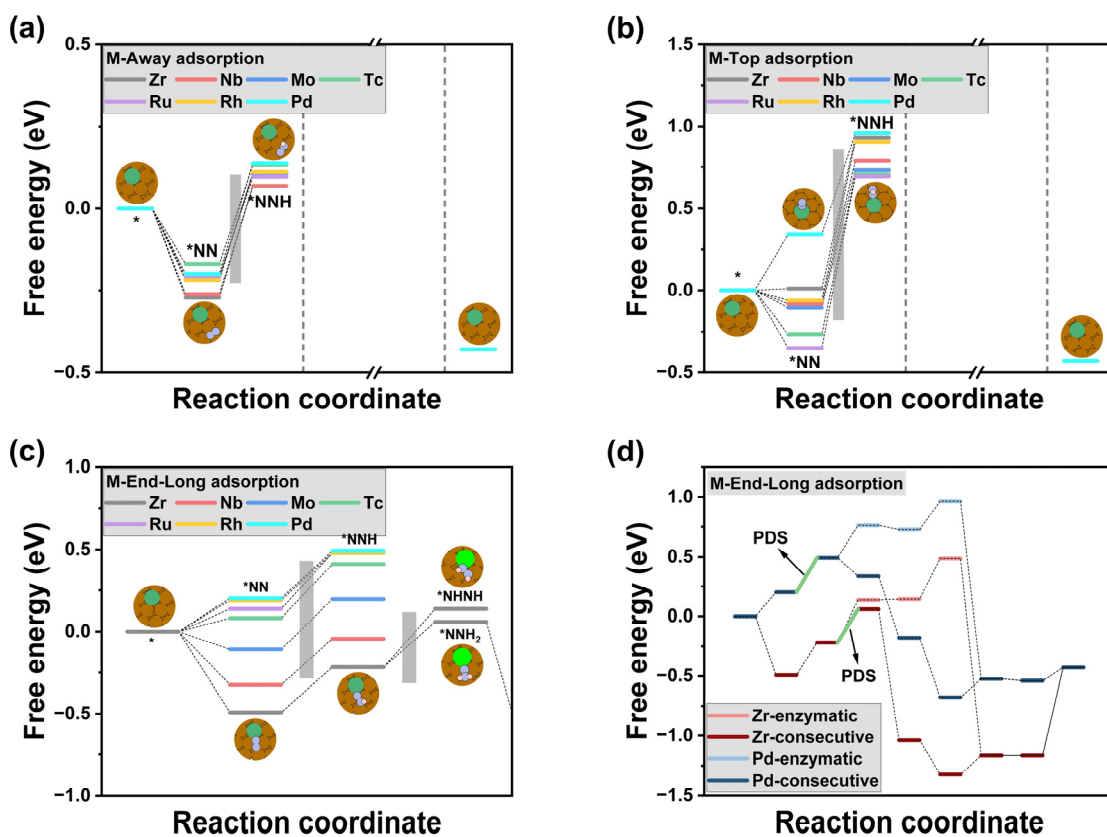 (a)
M-Away adsorption
Zr Nb Mo Tc
Ru Rh Pd
0.5
0.0
−0.5
Free energy (eV)
*
*NN
*NNH
Reaction coordinate
(b)
M-Top adsorption
Zr Nb Mo Tc
Ru Rh Pd
1.5
1.0
0.5
0.0
−0.5
Free energy (eV)
*
*NN
*NNH
Reaction coordinate
(c)
M-End-Long adsorption
Zr Nb Mo Tc
Ru Rh Pd
1.0
0.5
0.0
−0.5
−1.0
Free energy (eV)
*
*NN
*NNH
*NHNH
*NNH₂
Reaction coordinate
(d)
M-End-Long adsorption
1.0
0.5
0.0
−0.5
−1.0
−1.5
Free energy (eV)
PDS
PDS
Zr-enzymatic
Zr-consecutive
Pd-enzymatic
Pd-consecutive
Reaction coordinate